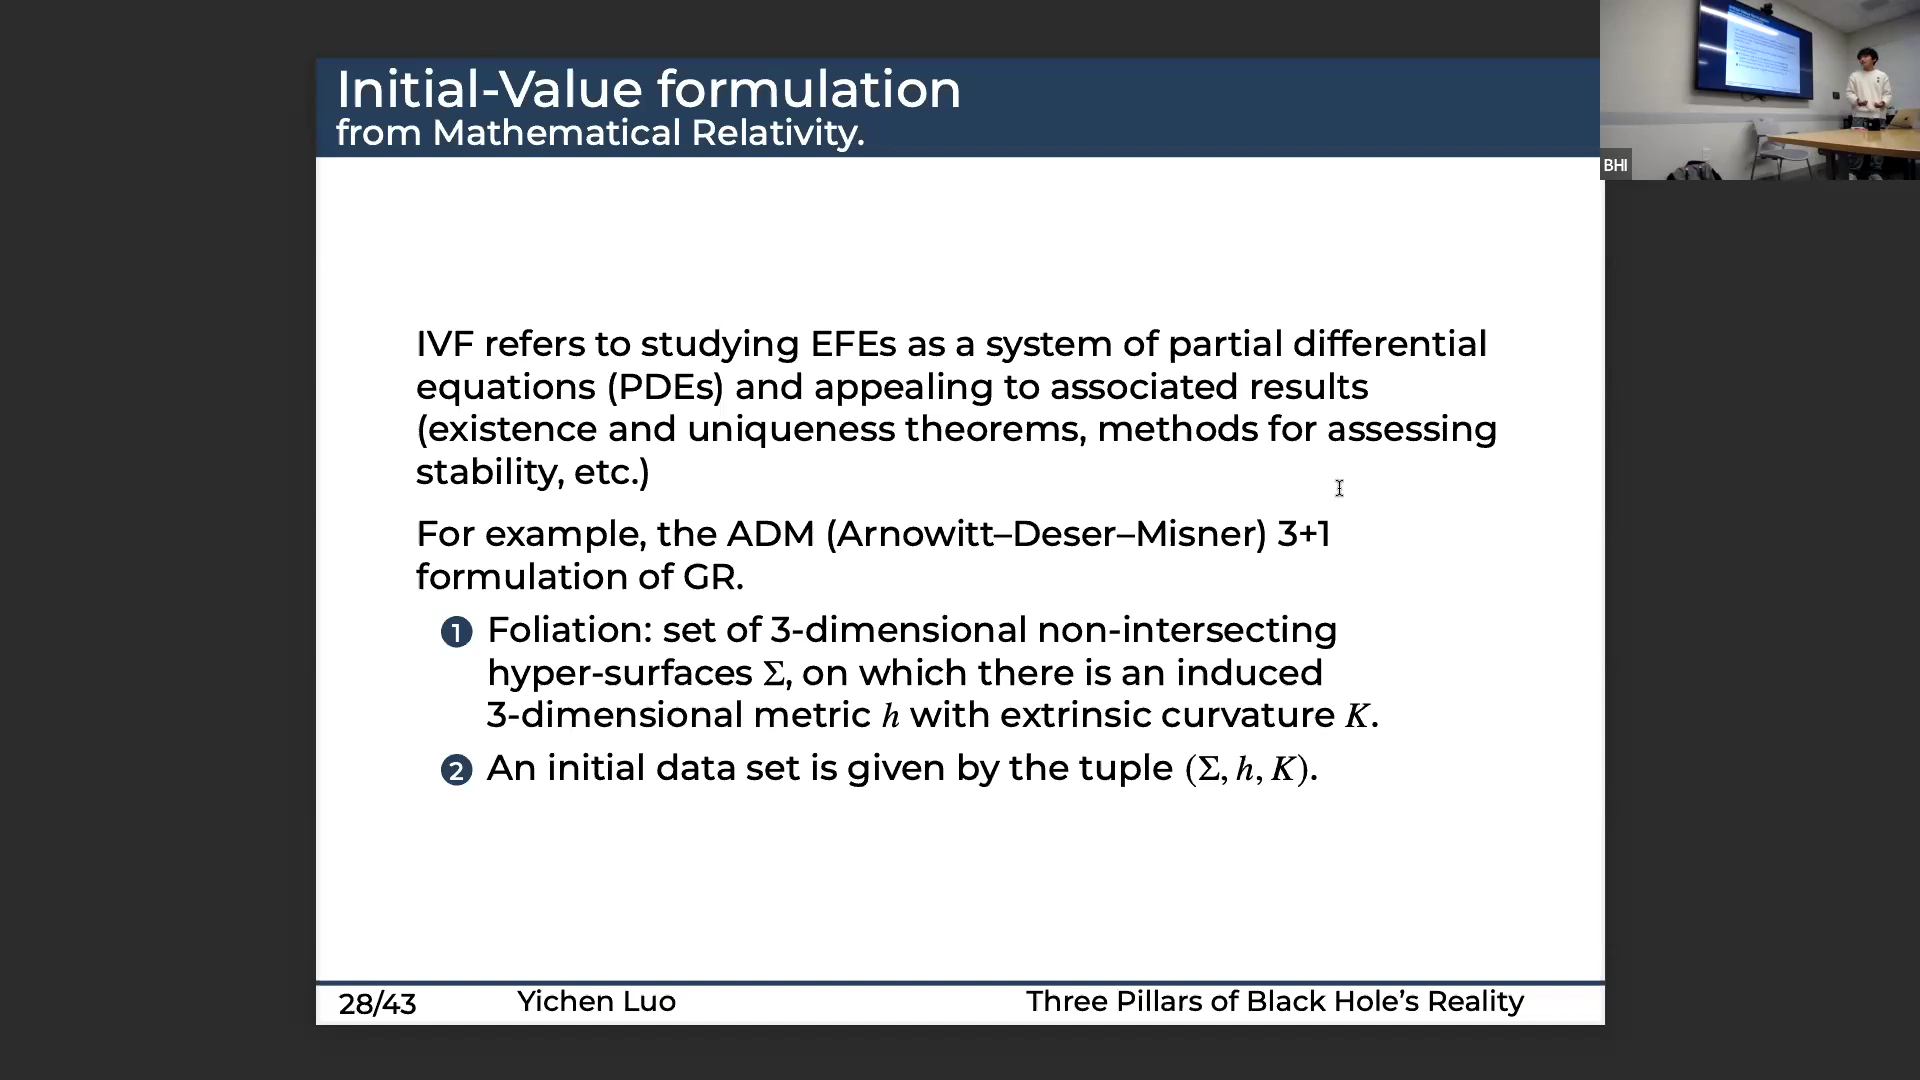 Initial-Value formulation
from Mathematical Relativity.
BHI
IVF refers to studying EFEs as a system of partial differential
equations (PDEs) and appealing to associated results
(existence and uniqueness theorems, methods for assessing
stability, etc.)
For example, the ADM (Arnowitt–Deser–Misner) 3+1
formulation of GR.
1 Foliation: set of 3-dimensional non-intersecting
hyper-surfaces Σ, on which there is an induced
3-dimensional metric h with extrinsic curvature K.
2 An initial data set is given by the tuple (Σ, h, K).
28/43 Yichen Luo Three Pillars of Black Hole’s Reality